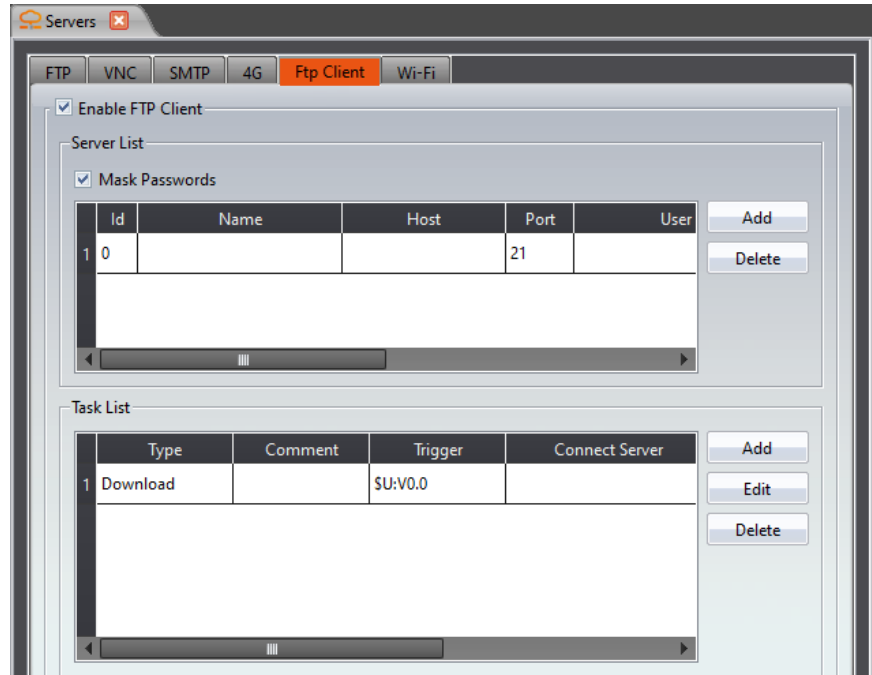 Servers
FTP VNC SMTP 4G Ftp Client Wi-Fi
Enable FTP Client
Server List
Mask Passwords
Id Name Host Port User Add
1 0 21 Delete
Task List
Type Comment Trigger Connect Server Add
1 Download $U:V0.0 Edit
Delete